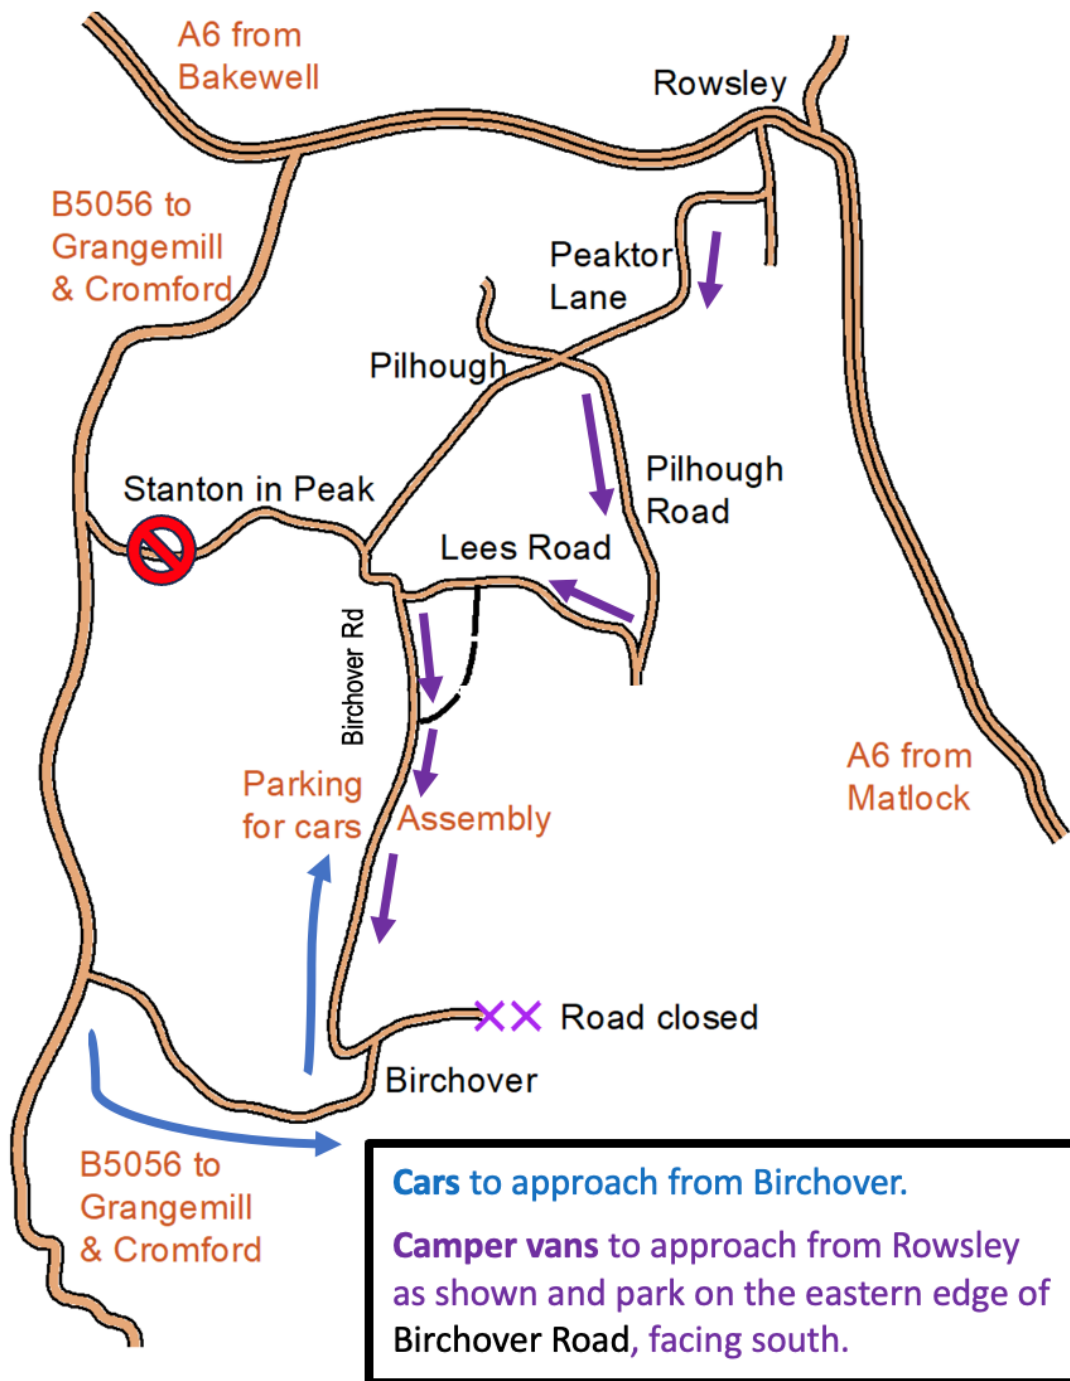 A6 from
Bakewell
Rowsley
B5056 to
Grangemill
& Cromford
Peaktor
Lane
Pilhough
Pilhough
Road
Stanton in Peak
Lees Road
Birchover Rd
A6 from
Matlock
Parking
for cars
Assembly
Road closed
Birchover
B5056 to
Grangemill
& Cromford
Cars to approach from Birchover.
Camper vans to approach from Rowsley
as shown and park on the eastern edge of
Birchover Road, facing south.